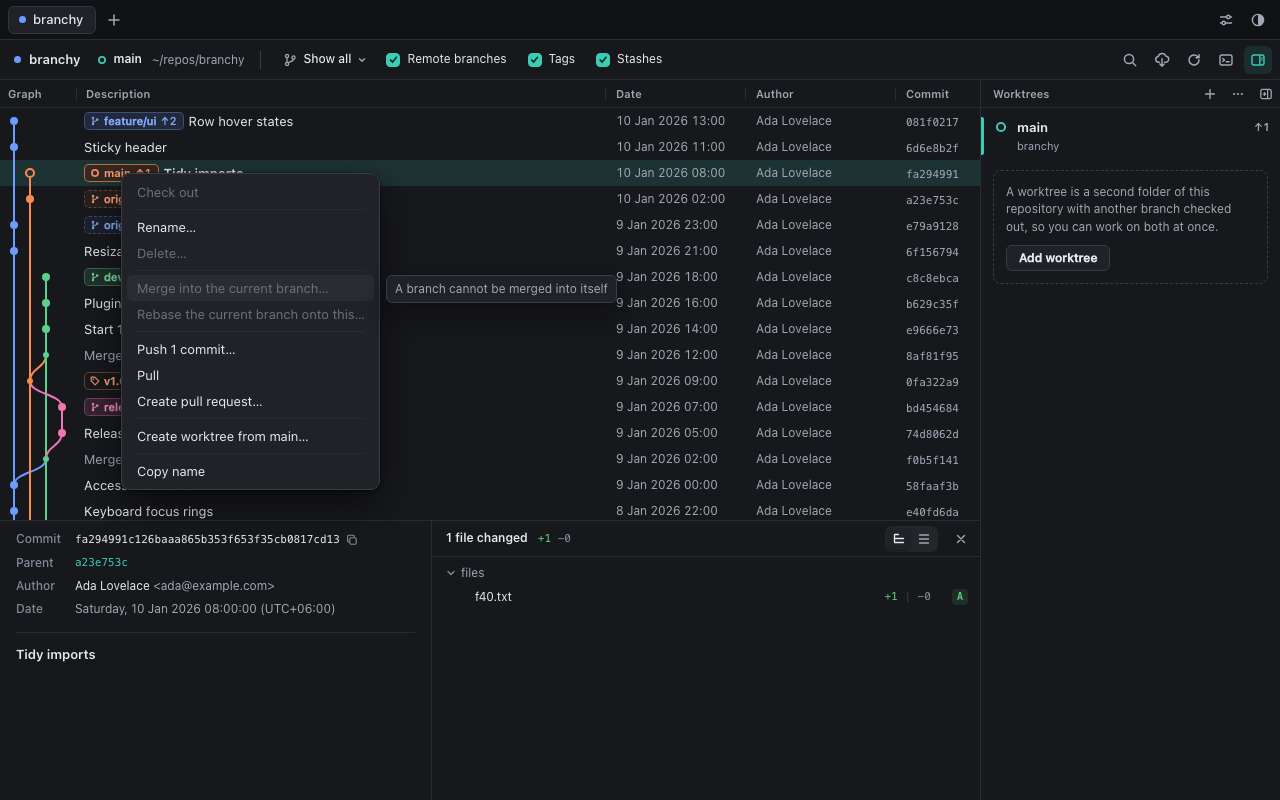 branchy
branchy main ~/repos/branchy Show all Remote branches Tags Stashes
Graph Description Date Author Commit Worktrees
feature/ui ↑2 Row hover states 10 Jan 2026 13:00 Ada Lovelace 081f0217
Sticky header 10 Jan 2026 11:00 Ada Lovelace 6d6e8b2f
main ↑1 Tidy imports 10 Jan 2026 08:00 Ada Lovelace fa294991
10 Jan 2026 02:00 Ada Lovelace a23e753c
9 Jan 2026 23:00 Ada Lovelace e79a9128
9 Jan 2026 21:00 Ada Lovelace 6f156794
9 Jan 2026 18:00 Ada Lovelace c8c8ebca
Plugin 9 Jan 2026 16:00 Ada Lovelace b629c35f
Start 9 Jan 2026 14:00 Ada Lovelace e9666e73
Merge 9 Jan 2026 12:00 Ada Lovelace 8af81f95
9 Jan 2026 09:00 Ada Lovelace 0fa322a9
9 Jan 2026 07:00 Ada Lovelace bd454684
9 Jan 2026 05:00 Ada Lovelace 74d8062d
Merge 9 Jan 2026 02:00 Ada Lovelace f0b5f141
9 Jan 2026 00:00 Ada Lovelace 58faaf3b
Keyboard focus rings 8 Jan 2026 22:00 Ada Lovelace e40fd6da
Check out
Rename...
Delete...
Merge into the current branch...
Rebase the current branch onto this...
Push 1 commit...
Pull
Create pull request...
Create worktree from main...
Copy name
A branch cannot be merged into itself
main ↑1
branchy
A worktree is a second folder of this
repository with another branch checked
out, so you can work on both at once.
Add worktree
Commit fa294991c126baaa865b353f653f35cb0817cd13
Parent a23e753c
Author Ada Lovelace <ada@example.com>
Date Saturday, 10 Jan 2026 08:00:00 (UTC+06:00)
Tidy imports
1 file changed +1 −0
files
f40.txt +1 | −0 A